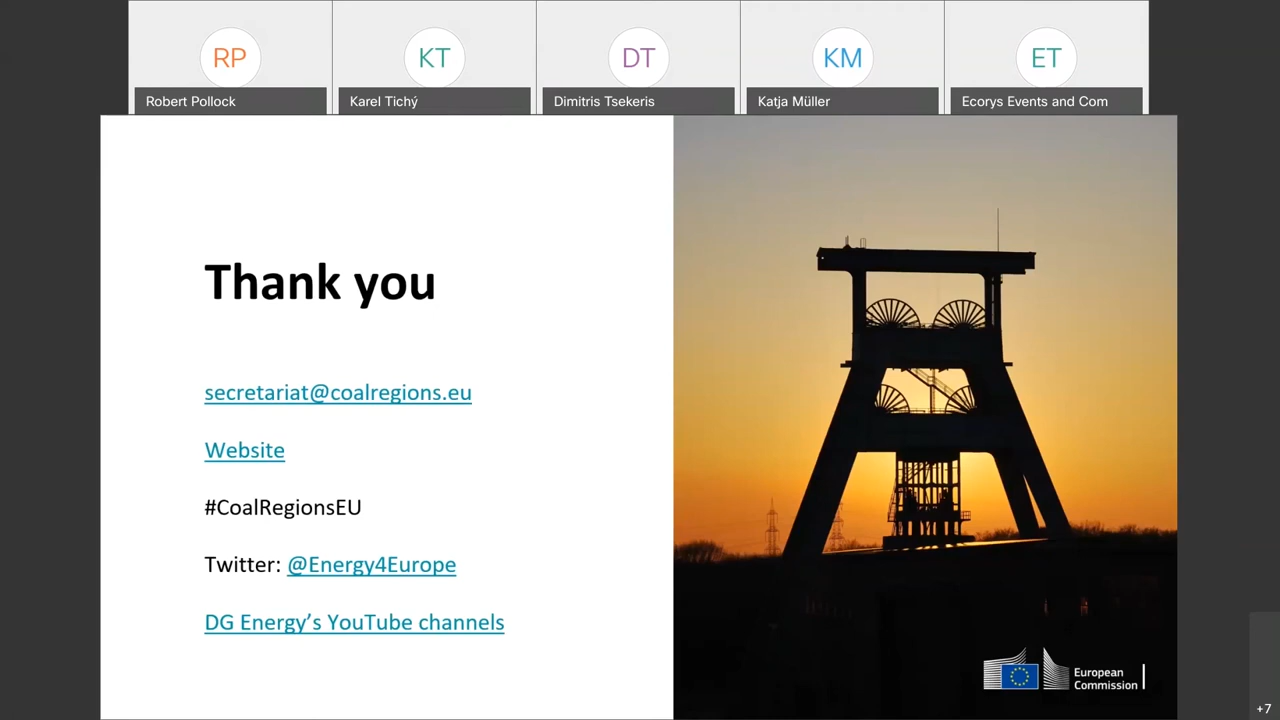 RP
KT
DT
KM
ET
Robert Pollock
Karel Tichý
Dimitris Tsekeris
Katja Müller
Ecorys Events and Com
Thank you
secretariat@coalregions.eu
Website
#CoalRegionsEU
Twitter: @Energy4Europe
DG Energy’s YouTube channels
European
Commission
+7